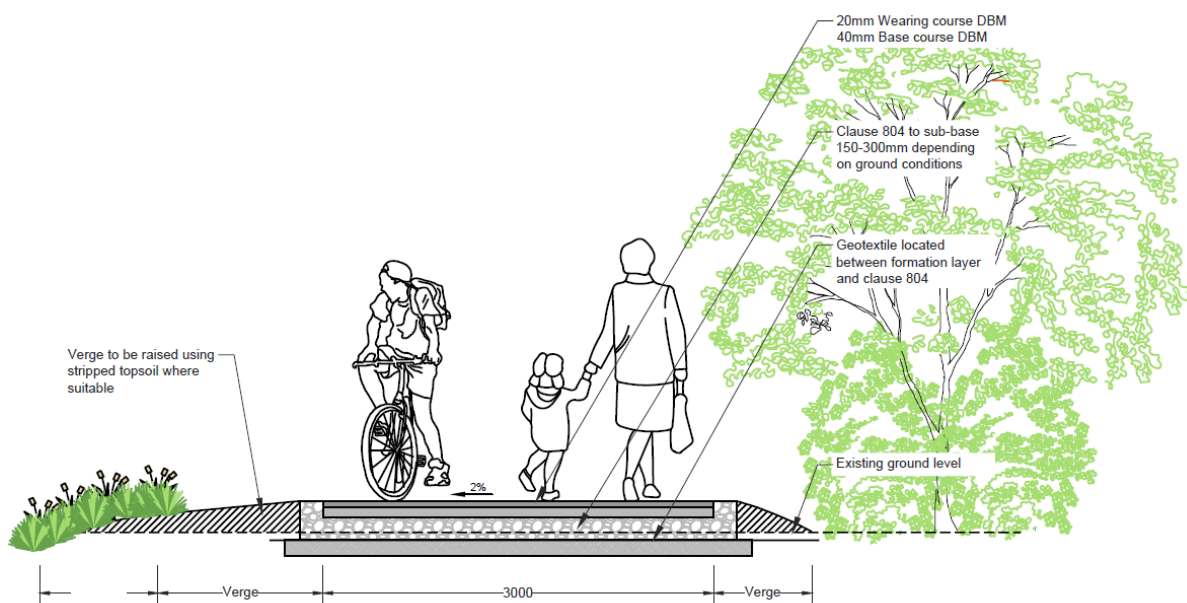 20mm Wearing course DBM
40mm Base course DBM
Clause 804 to sub-base
150-300mm depending
on ground conditions
Geotextile located
between formation layer
and clause 804
Verge to be raised using
stripped topsoil where
suitable
Existing ground level
2%
Verge
3000
Verge